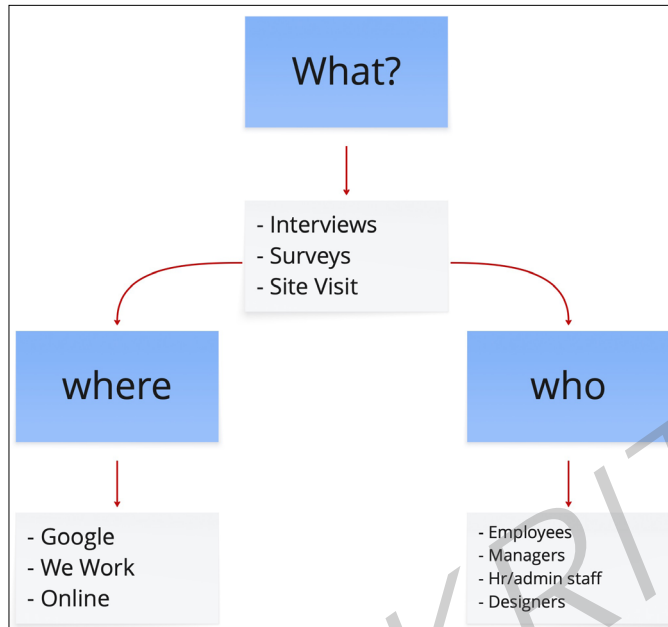 What?
- Interviews
- Surveys
- Site Visit
where
who
- Google
- We Work
- Online
- Employees
- Managers
- Hr/admin staff
- Designers